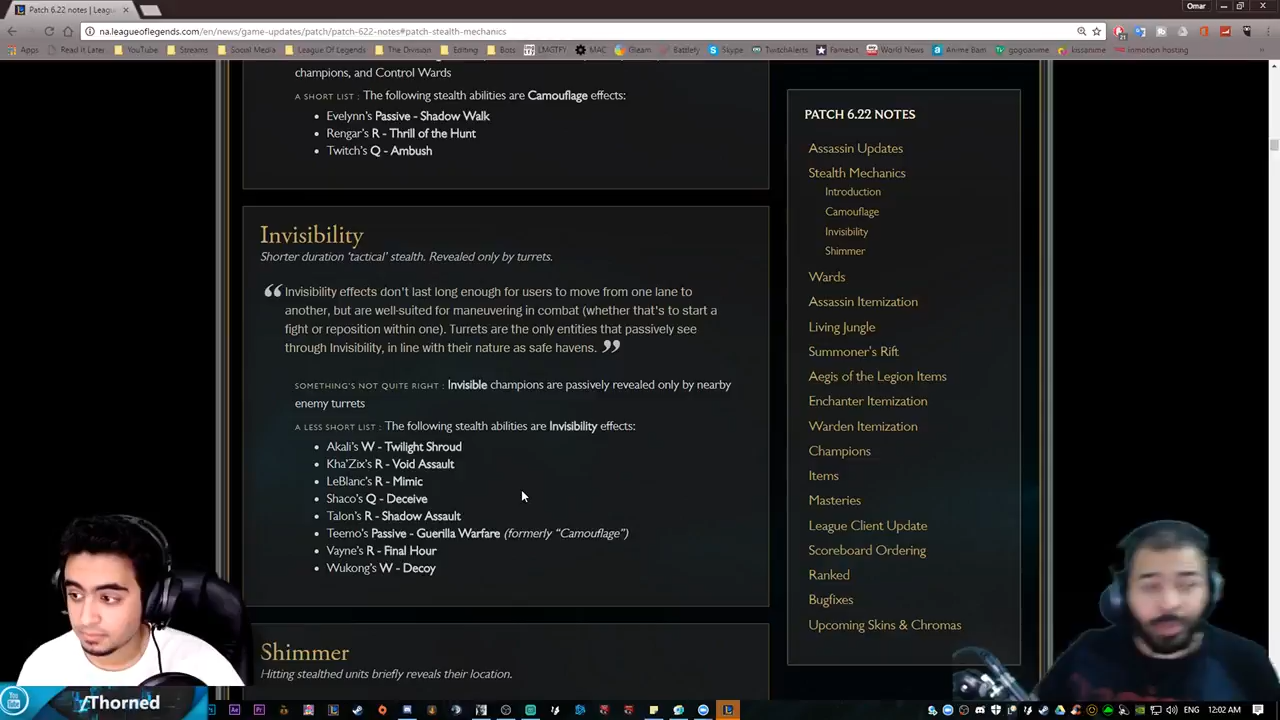 Patch 6.22 notes | Leagu
Omar
na.leagueoflegends.com/en/news/game-updates/patch/patch-622-notes#patch-stealth-mechanics
Apps
Read it Later
YouTube
Streams
Social Media
League Of Legends
The Division
Editing
Bots
LMGTFY
MAC
Gleam
Battlefy
Skype
TwitchAlerts
Famebit
World News
Anime Bam
gogoanime
kissanime
inmotion hosting
champions, and Control Wards
A SHORT LIST : The following stealth abilities are Camouflage effects:
• Evelynn's Passive - Shadow Walk
• Rengar's R - Thrill of the Hunt
• Twitch's Q - Ambush
Invisibility
Shorter duration 'tactical' stealth. Revealed only by turrets.
“ Invisibility effects don't last long enough for users to move from one lane to
another, but are well-suited for maneuvering in combat (whether that's to start a
fight or reposition within one). Turrets are the only entities that passively see
through Invisibility, in line with their nature as safe havens. ”
SOMETHING'S NOT QUITE RIGHT : Invisible champions are passively revealed only by nearby
enemy turrets
A LESS SHORT LIST : The following stealth abilities are Invisibility effects:
• Akali's W - Twilight Shroud
• Kha'Zix's R - Void Assault
• LeBlanc's R - Mimic
• Shaco's Q - Deceive
• Talon's R - Shadow Assault
• Teemo's Passive - Guerilla Warfare (formerly “Camouflage”)
• Vayne's R - Final Hour
• Wukong's W - Decoy
Shimmer
Hitting stealthed units briefly reveals their location.
PATCH 6.22 NOTES
Assassin Updates
Stealth Mechanics
Introduction
Camouflage
Invisibility
Shimmer
Wards
Assassin Itemization
Living Jungle
Summoner's Rift
Aegis of the Legion Items
Enchanter Itemization
Warden Itemization
Champions
Items
Masteries
League Client Update
Scoreboard Ordering
Ranked
Bugfixes
Upcoming Skins & Chromas
/Thorned
ENG
12:02 AM